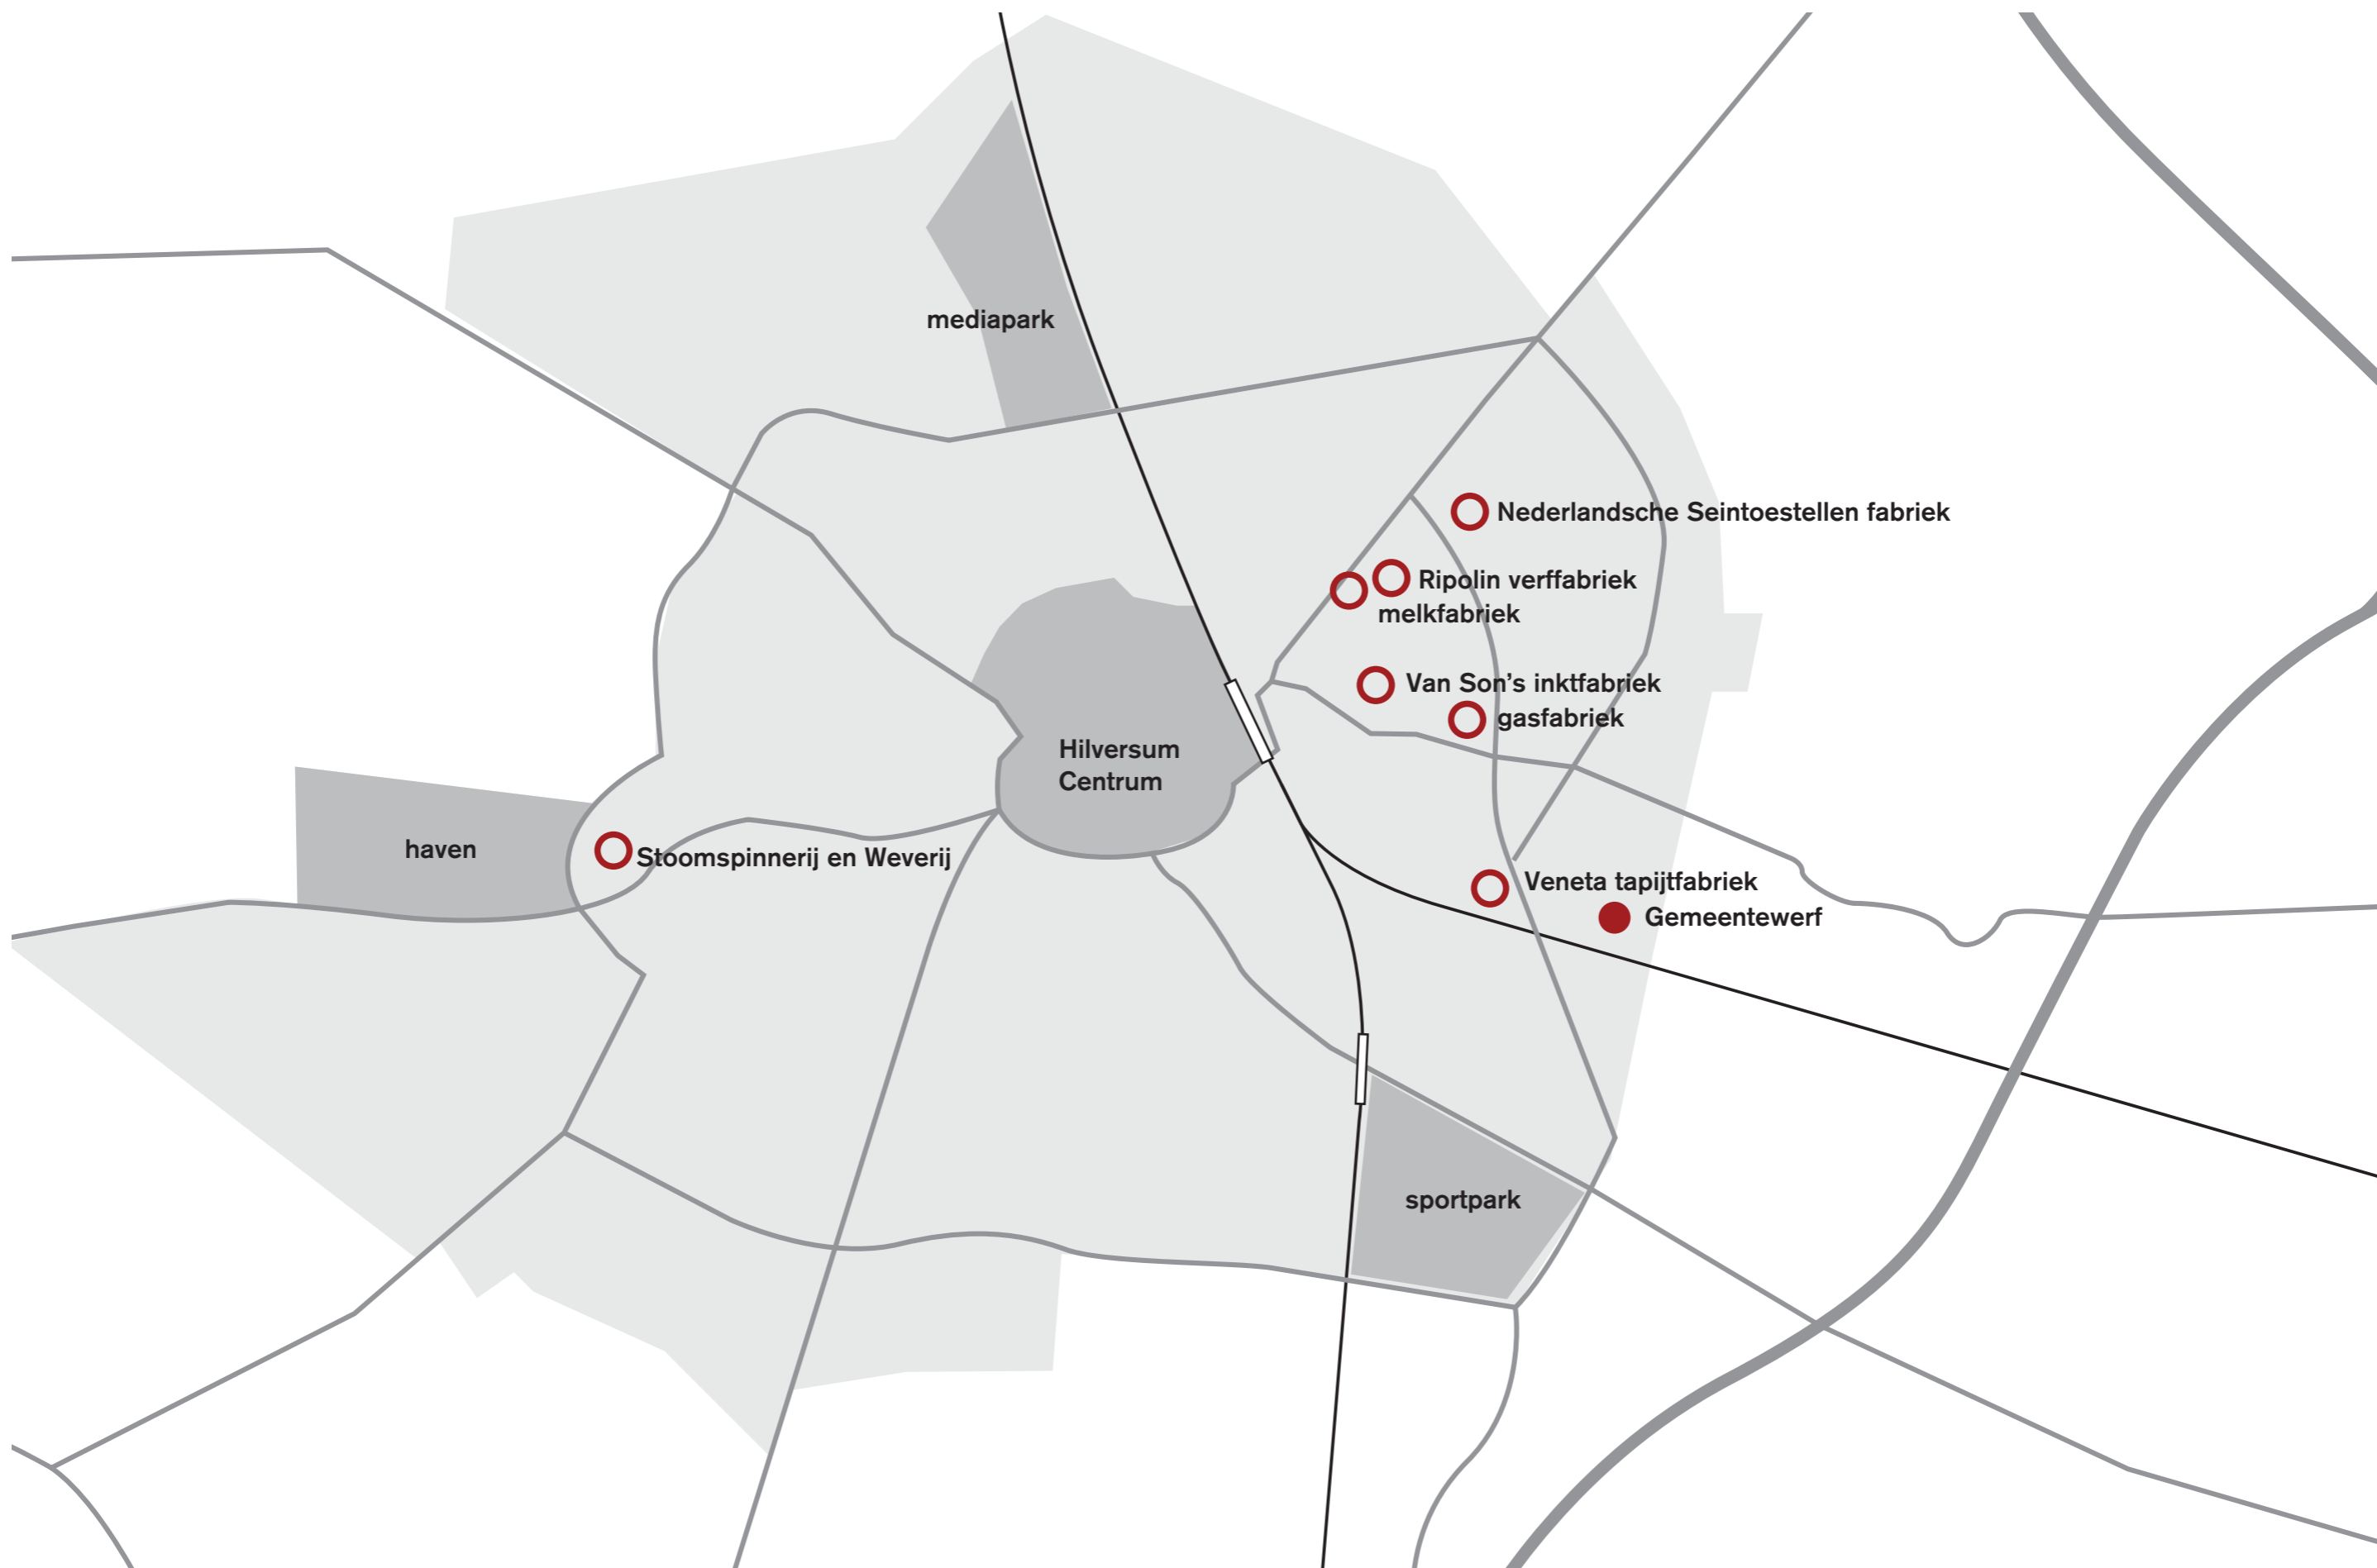 mediapark
Nederlandsche Seintoestellen fabriek
Ripolin verffabriek
melkfabriek
Van Son's inktfabriek
gasfabriek
Hilversum
Centrum
haven
Stoomspinnerij en Weverij
Veneta tapijtfabriek
Gemeentewerf
sportpark